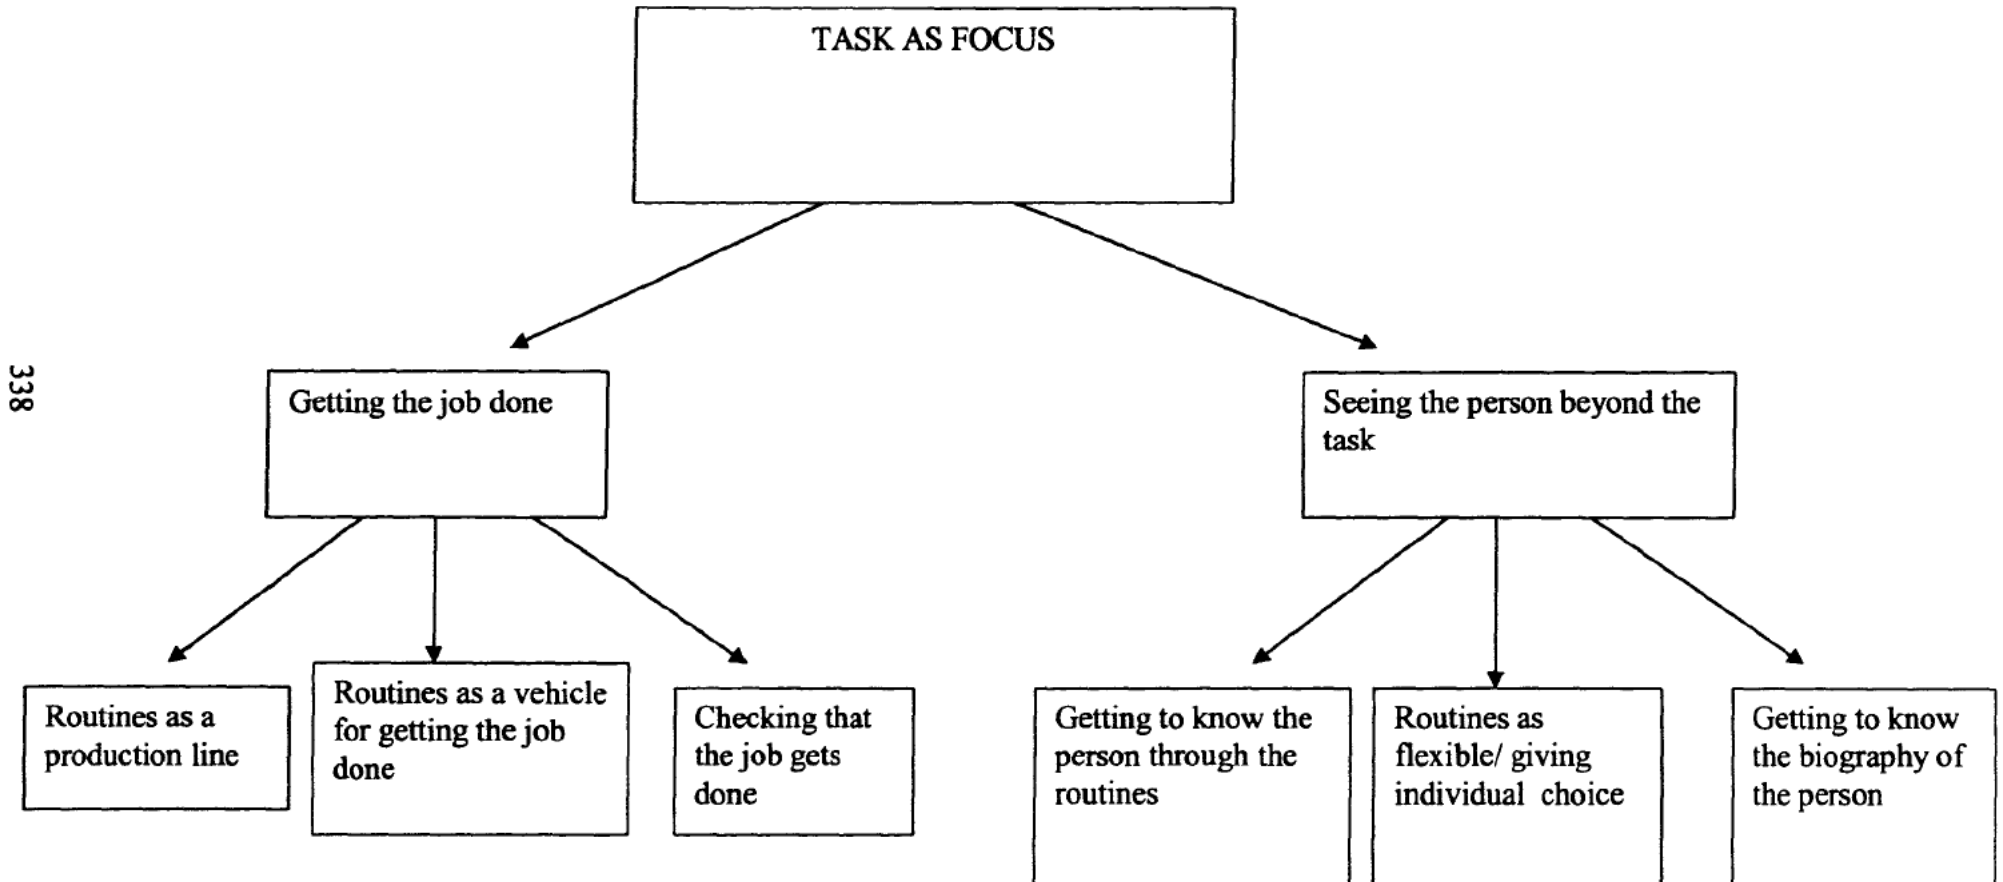 TASK AS FOCUS
338
Getting the job done
Seeing the person beyond the
task
Routines as a
production line
Routines as a vehicle
for getting the job
done
Checking that
the job gets
done
Getting to know the
person through the
routines
Routines as
flexible/ giving
individual choice
Getting to know
the biography of
the person